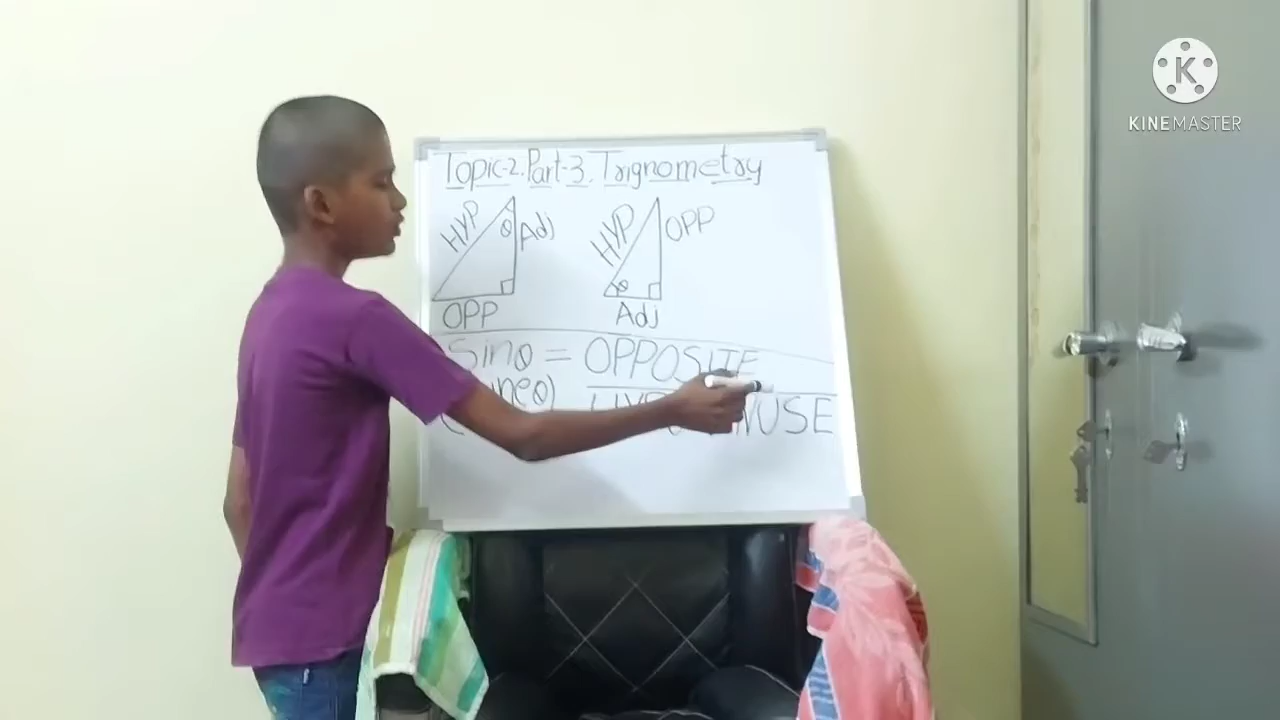 Topic-2. Part-3. Trignometry
HYP
θ
Adj
OPP
HYP
OPP
θ
Adj
Sinθ = OPPOSITE
KINEMASTER